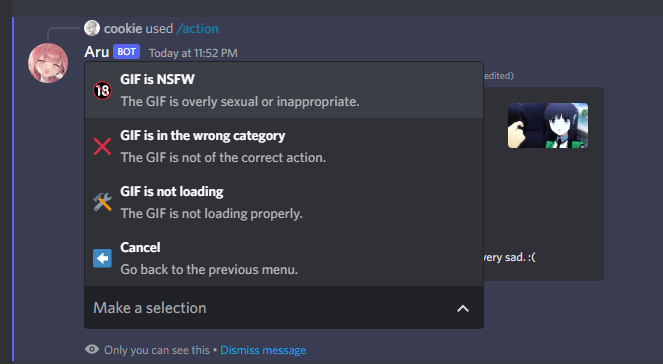 cookie used /action
Aru BOT Today at 11:52 PM
GIF is NSFW
(edited)
18
The GIF is overly sexual or inappropriate.
GIF is in the wrong category
The GIF is not of the correct action.
GIF is not loading
The GIF is not loading properly.
Cancel
very sad. :(
Go back to the previous menu.
Make a selection
Only you can see this • Dismiss message